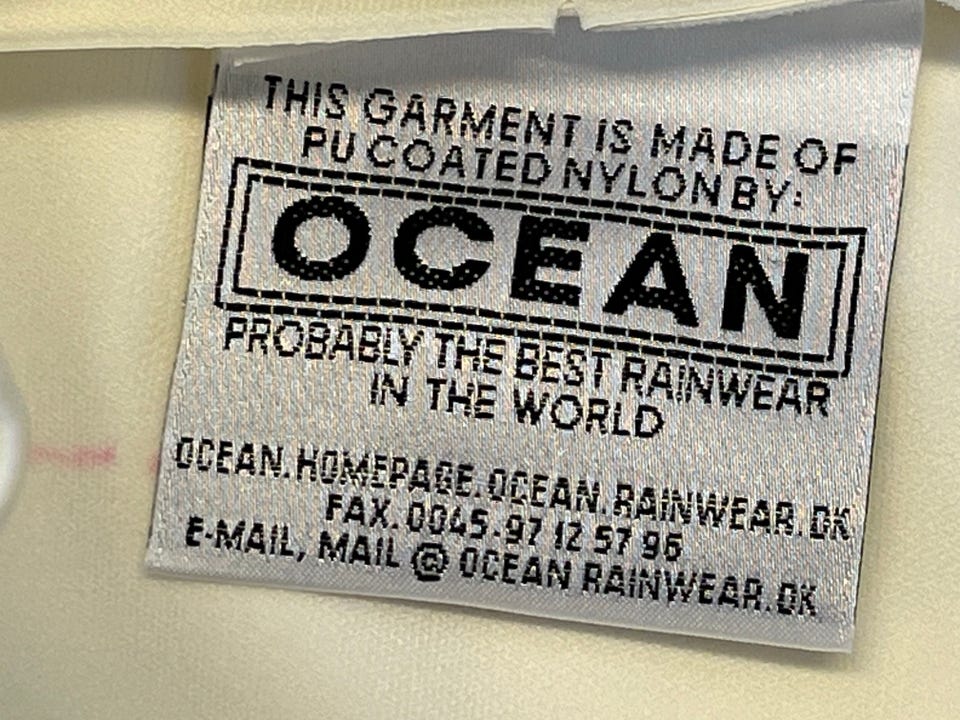 THIS GARMENT IS MADE OF
PU COATED NYLON BY:
OCEAN
PROBABLY THE BEST RAINWEAR
IN THE WORLD
OCEAN.HOMEPAGE.OCEAN.RAINWEAR.DK
FAX. 0045-97 12 57 96
E-MAIL, MAIL @ OCEAN RAINWEAR.DK